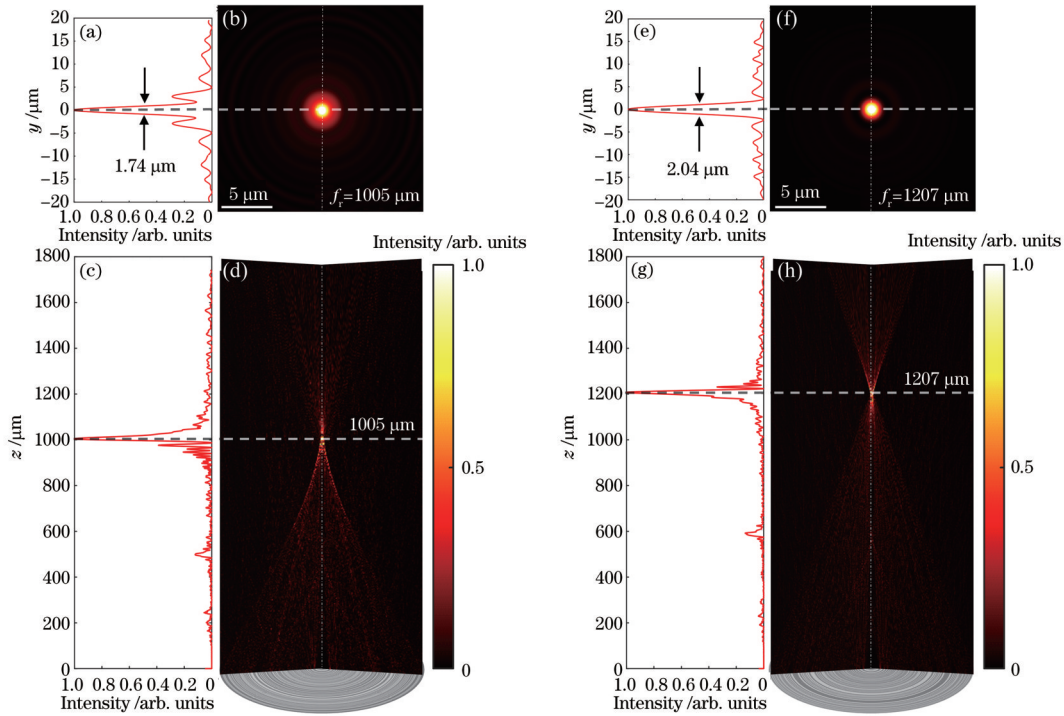 (a)
20
15
10
5
0
−5
−10
−15
−20
y /μm
1.74 μm
1.0 0.8 0.6 0.4 0.2 0
Intensity /arb. units
(b)
5 μm
fr=1005 μm
(c)
1800
1600
1400
1200
1000
800
600
400
200
0
z /μm
1.0 0.8 0.6 0.4 0.2 0
Intensity /arb. units
(d)
1005 μm
Intensity /arb. units
1.0
0.5
0
(e)
20
15
10
5
0
−5
−10
−15
−20
y /μm
2.04 μm
1.0 0.8 0.6 0.4 0.2 0
Intensity /arb. units
(f)
5 μm
fr=1207 μm
(g)
1800
1600
1400
1200
1000
800
600
400
200
0
z /μm
1.0 0.8 0.6 0.4 0.2 0
Intensity /arb. units
(h)
1207 μm
Intensity /arb. units
1.0
0.5
0